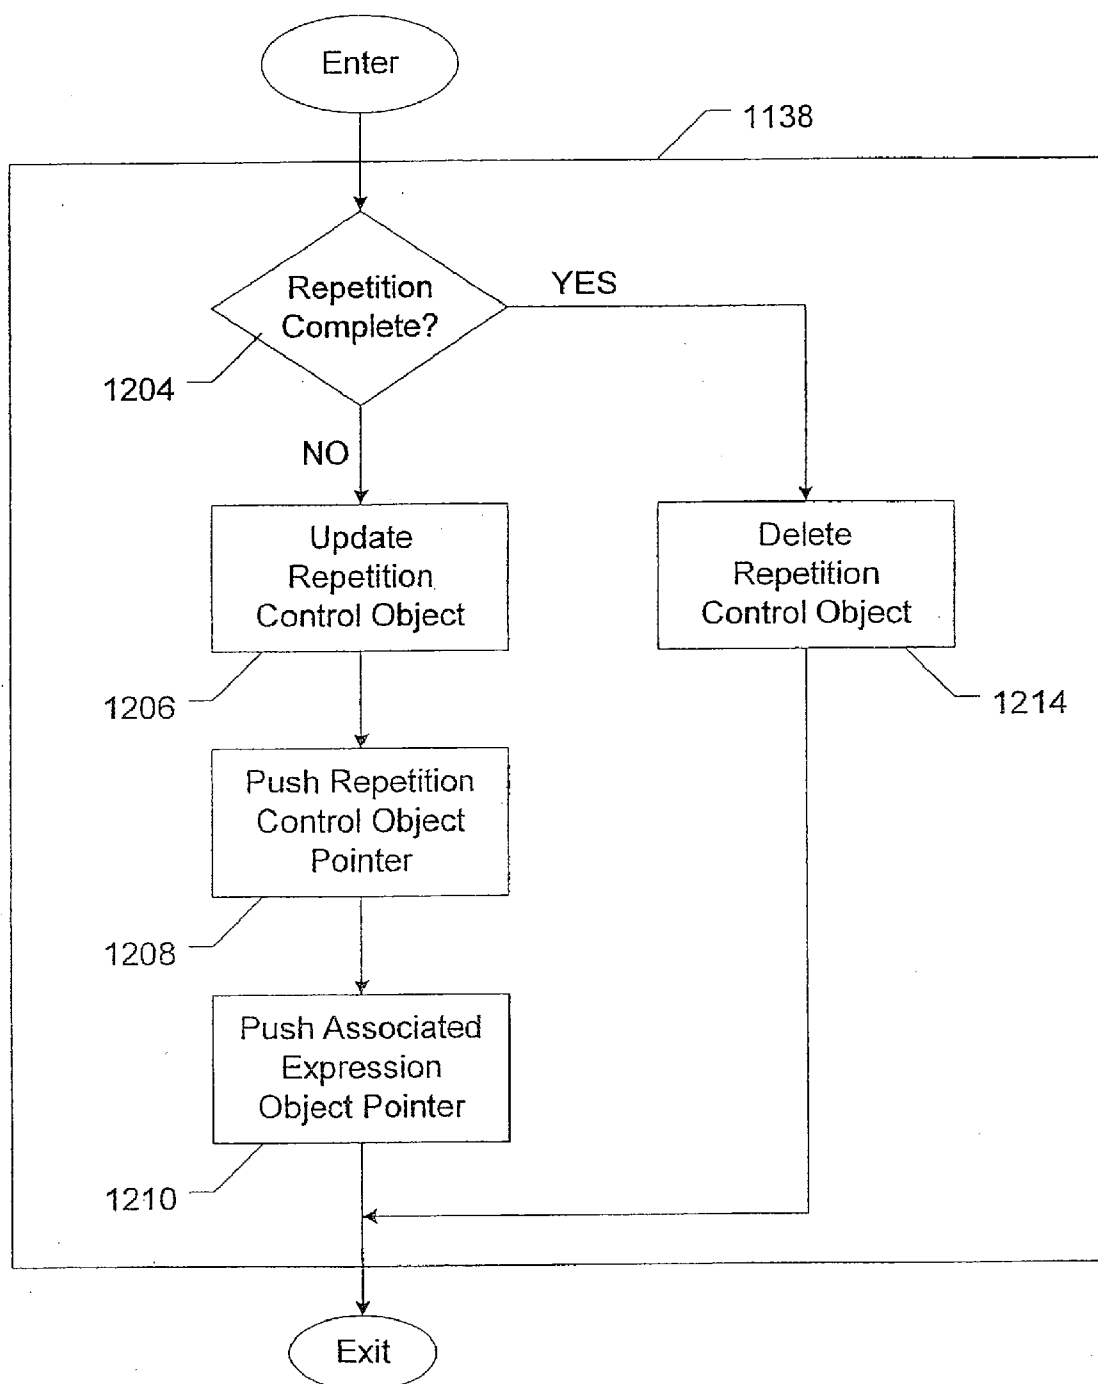 Enter
1138
Repetition
Complete?
YES
1204
NO
Update
Repetition
Control Object
Delete
Repetition
Control Object
1206
1214
Push Repetition
Control Object
Pointer
1208
Push Associated
Expression
Object Pointer
1210
Exit